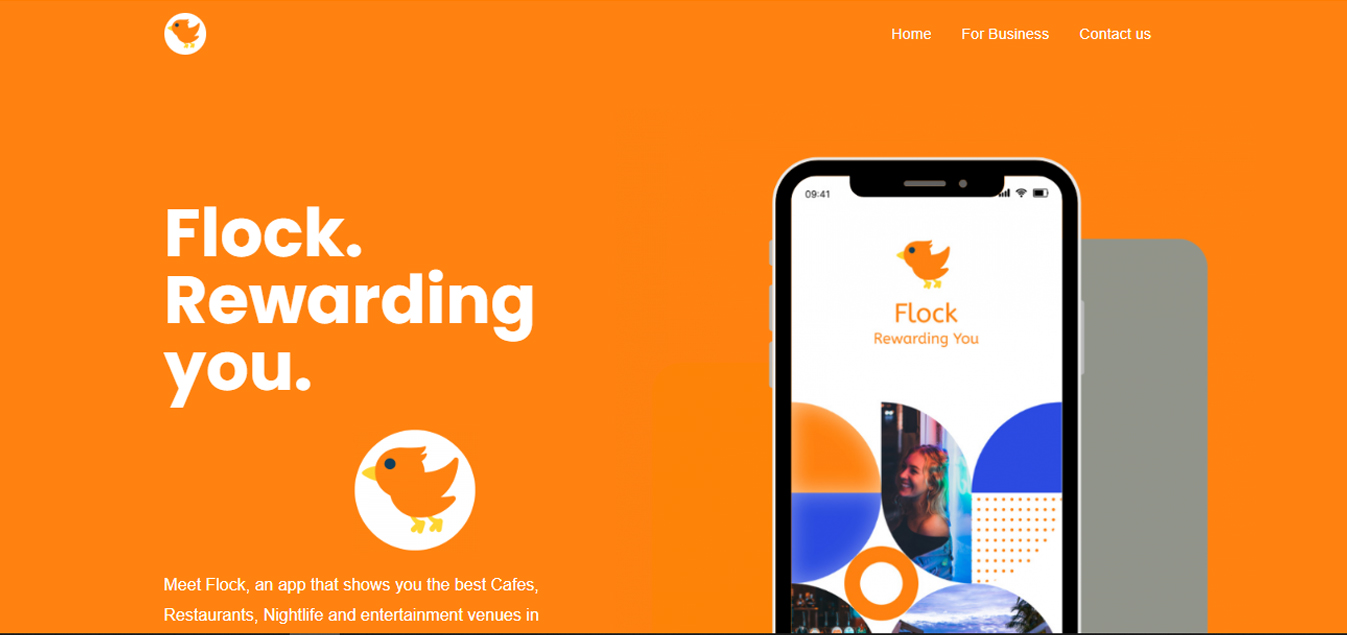 Home
For Business
Contact us
Flock.
Rewarding
you.
Meet Flock, an app that shows you the best Cafes,
Restaurants, Nightlife and entertainment venues in
09:41
Flock
Rewarding You